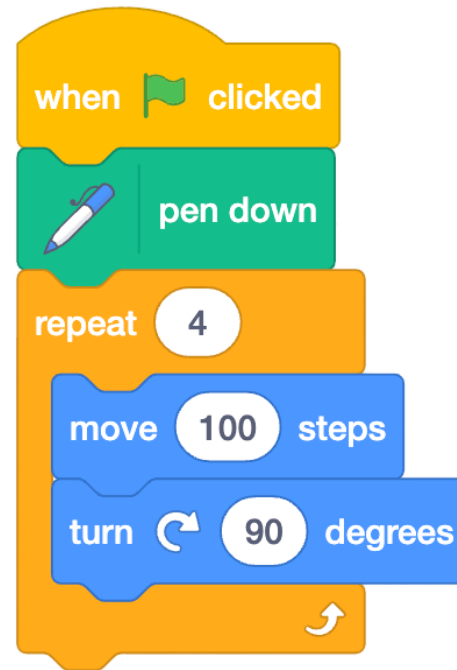 when clicked
pen down
repeat 4
move 100 steps
turn 90 degrees